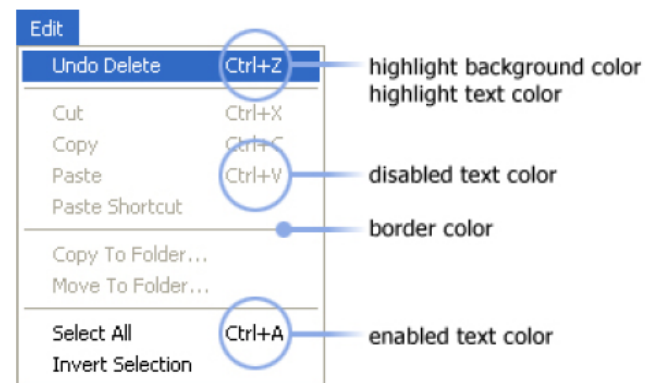 Edit
Undo Delete Ctrl+Z
highlight background color
highlight text color
Cut Ctrl+X
Copy Ctrl+C
Paste Ctrl+V
disabled text color
Paste Shortcut
border color
Copy To Folder...
Move To Folder...
Select All Ctrl+A
enabled text color
Invert Selection